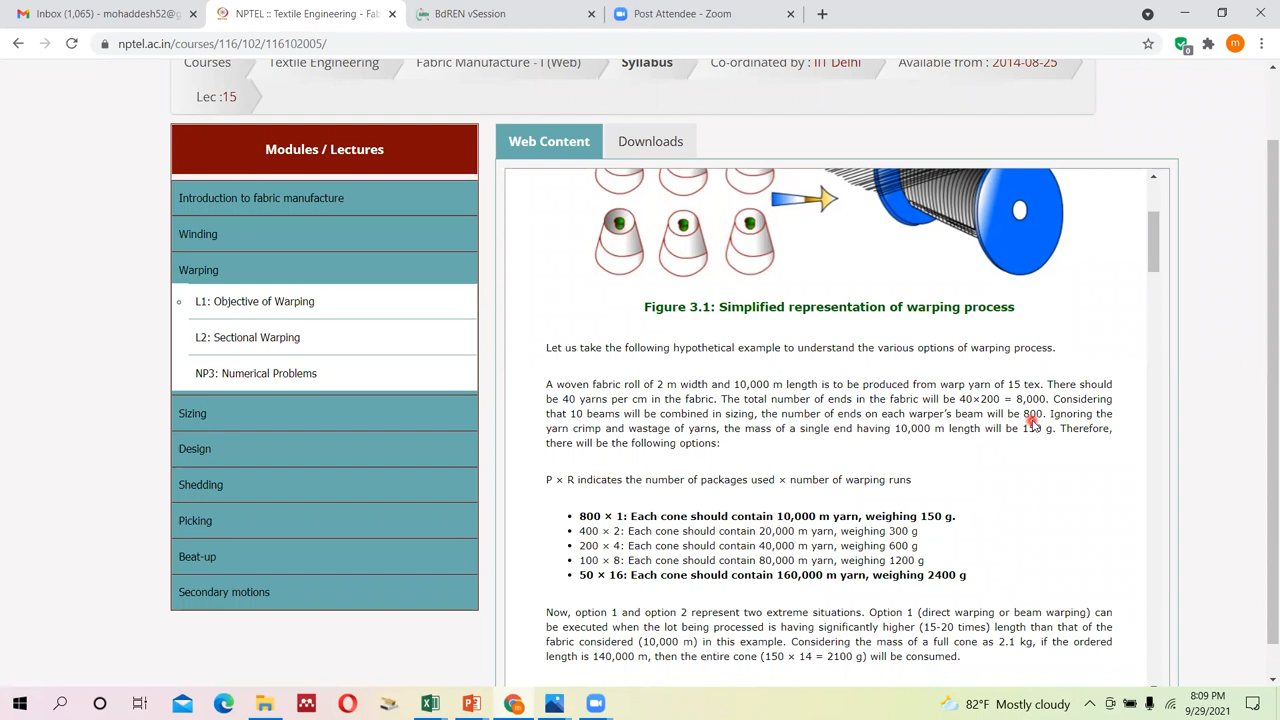 Inbox (1,065) - mohaddesh52@g
NPTEL :: Textile Engineering - Fab
BdREN vSession
Post Attendee - Zoom
nptel.ac.in/courses/116/102/116102005/
Courses
Textile Engineering
Fabric Manufacture - I (Web)
Syllabus
Co-ordinated by : IIT Delhi
Available from : 2014-08-25
Lec :15
Modules / Lectures
Introduction to fabric manufacture
Winding
Warping
L1: Objective of Warping
L2: Sectional Warping
NP3: Numerical Problems
Sizing
Design
Shedding
Picking
Beat-up
Secondary motions
Web Content
Downloads
Figure 3.1: Simplified representation of warping process
Let us take the following hypothetical example to understand the various options of warping process.
A woven fabric roll of 2 m width and 10,000 m length is to be produced from warp yarn of 15 tex. There should
be 40 yarns per cm in the fabric. The total number of ends in the fabric will be 40×200 = 8,000. Considering
that 10 beams will be combined in sizing, the number of ends on each warper's beam will be 800. Ignoring the
yarn crimp and wastage of yarns, the mass of a single end having 10,000 m length will be g. Therefore,
there will be the following options:
P × R indicates the number of packages used × number of warping runs
• 800 × 1: Each cone should contain 10,000 m yarn, weighing 150 g.
• 400 × 2: Each cone should contain 20,000 m yarn, weighing 300 g
• 200 × 4: Each cone should contain 40,000 m yarn, weighing 600 g
• 100 × 8: Each cone should contain 80,000 m yarn, weighing 1200 g
• 50 × 16: Each cone should contain 160,000 m yarn, weighing 2400 g
Now, option 1 and option 2 represent two extreme situations. Option 1 (direct warping or beam warping) can
be executed when the lot being processed is having significantly higher (15-20 times) length than that of the
fabric considered (10,000 m) in this example. Considering the mass of a full cone as 2.1 kg, if the ordered
length is 140,000 m, then the entire cone (150 × 14 = 2100 g) will be consumed.
0
m
82°F Mostly cloudy
8:09 PM
9/29/2021